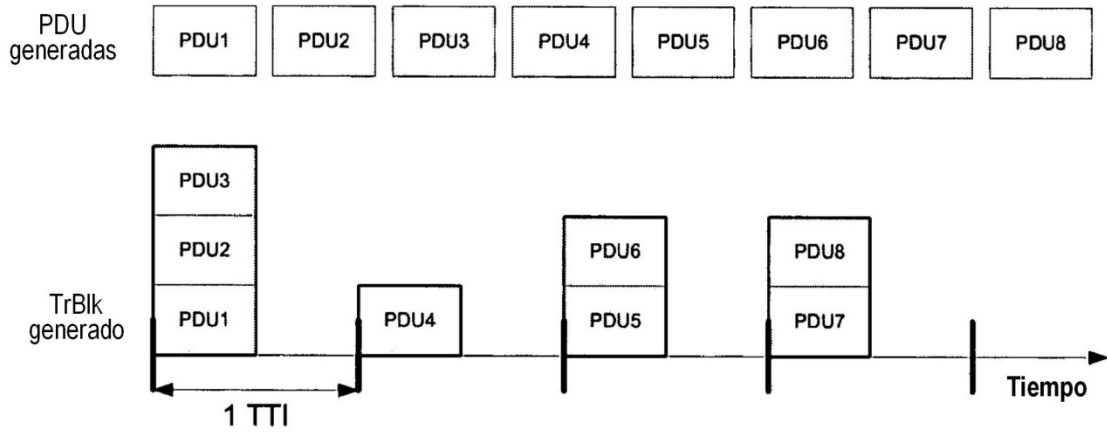 PDU
generadas
PDU1 PDU2 PDU3 PDU4 PDU5 PDU6 PDU7 PDU8
PDU3
PDU2 PDU6 PDU8
TrBlk
generado
PDU1 PDU4 PDU5 PDU7
Tiempo
1 TTI